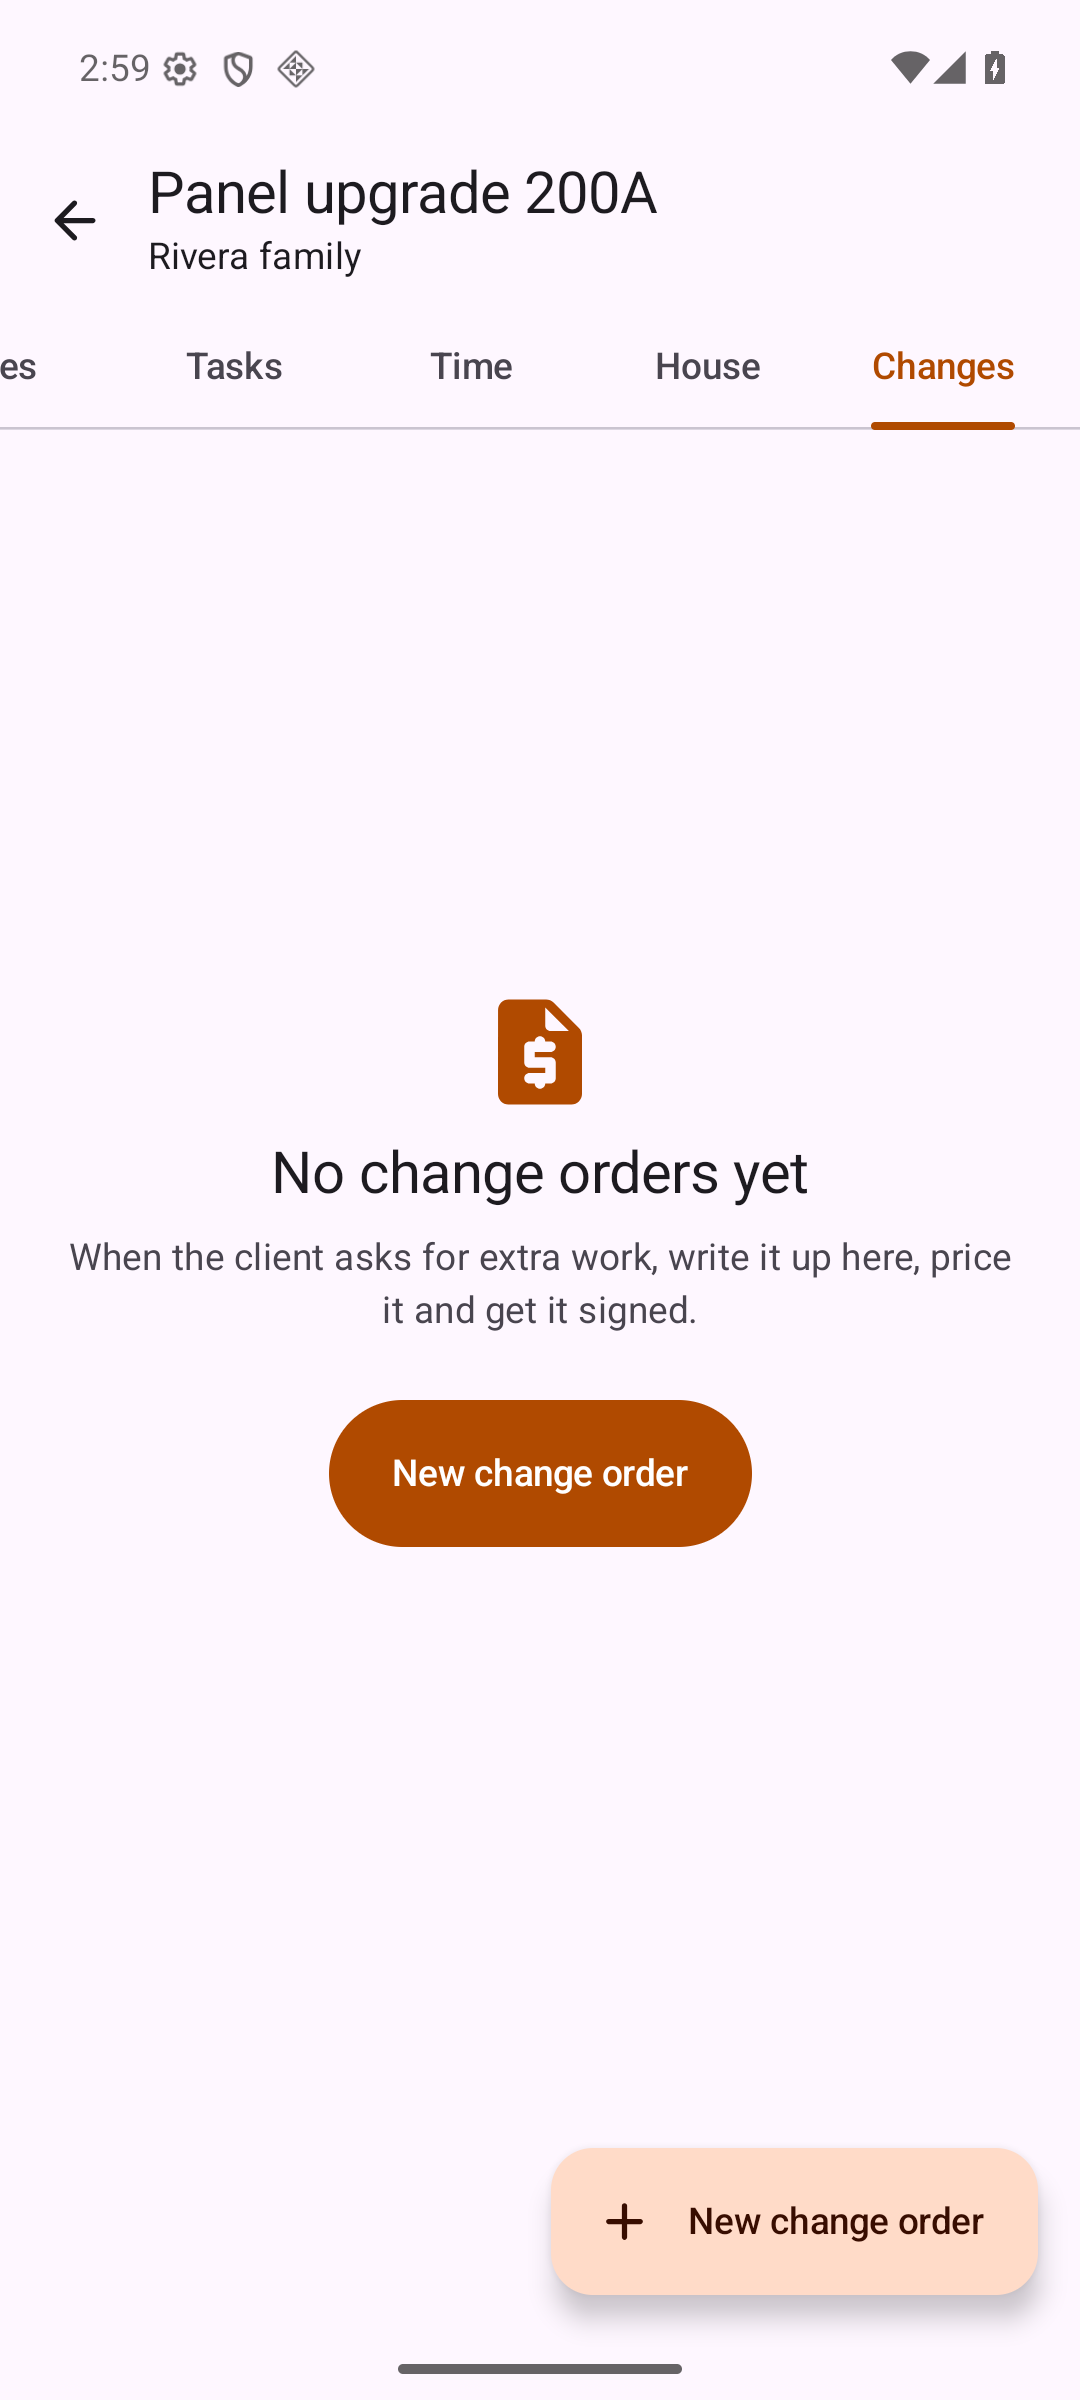 2:59
Panel upgrade 200A
Rivera family
es Tasks Time House Changes
No change orders yet
When the client asks for extra work, write it up here, price
it and get it signed.
New change order
New change order